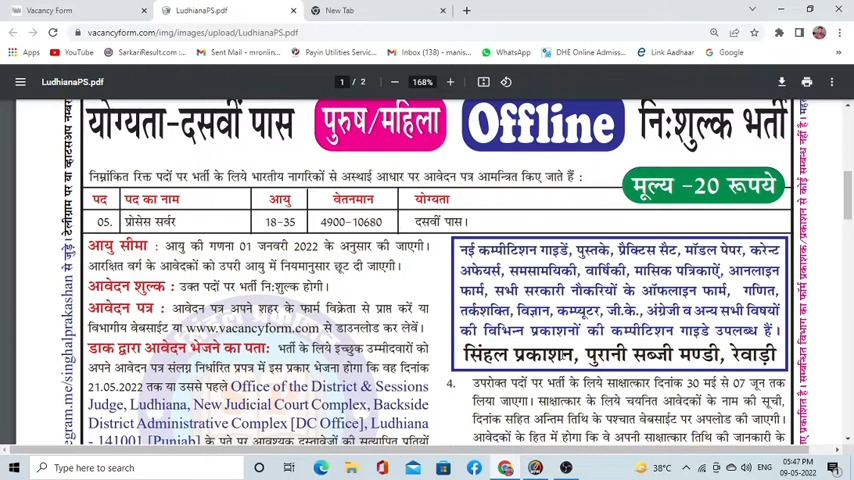 Vacancy Form
LudhianaPS.pdf
New Tab
vacancyform.com/img/images/upload/LudhianaPS.pdf
Apps
YouTube
SarkariResult.com :...
Sent Mail - mronlin...
Payin Utilities Servic...
Inbox (138) - manis...
WhatsApp
DHE Online Admiss...
Link Aadhaar
Google
LudhianaPS.pdf
1 / 2
168%
योग्यता-दसवीं पास
पुरुष/महिला
Offline
निःशुल्क भर्ती
निम्नांकित रिक्त पदों पर भर्ती के लिये भारतीय नागरिकों से अस्थाई आधार पर आवेदन पत्र आमन्त्रित किए जाते हैं :
मूल्य -20 रूपये
पद
पद का नाम
आयु
वेतनमान
योग्यता
05.
प्रोसेस सर्वर
18-35
4900-10680
दसवीं पास।
आयु सीमा : आयु की गणना 01 जनवरी 2022 के अनुसार की जाएगी।
आरक्षित वर्ग के आवेदकों को उपरी आयु में नियमानुसार छूट दी जाएगी।
आवेदन शुल्क : उक्त पदों पर भर्ती निःशुल्क होगी।
आवेदन पत्र : आवेदन पत्र अपने शहर के फार्म विक्रेता से प्राप्त करें या
विभागीय वेबसाईट या www.vacancyform.com से डाउनलोड कर लेवें।
डाक द्वारा आवेदन भेजने का पता: भर्ती के लिए इच्छुक उम्मीदवारों को
अपने आवेदन पत्र संलग्न निर्धारित प्रपत्र में इस प्रकार भेजना होगा कि वह दिनांक
21.05.2022 तक या उससे पहले Office of the District & Sessions
Judge, Ludhiana, New Judicial Court Complex, Backside
District Administrative Complex [DC Office], Ludhiana
- 141001 [Punjab] के पते पर आवश्यक दस्तावेजों की सत्यापित प्रतियों
नई कम्पीटिशन गाइडें, पुस्तकें, प्रैक्टिस सैट, मॉडल पेपर, करेन्ट
अफेयर्स, समसामयिकी, वार्षिकी, मासिक पत्रिकाऐं, आनलाइन
फार्म, सभी सरकारी नौकरियों के ऑफलाइन फार्म, गणित,
तर्कशक्ति, विज्ञान, कम्प्यूटर, जी.के., अंग्रेजी व अन्य सभी विषयों
की विभिन्न प्रकाशनों की कम्पीटिशन गाइडे उपलब्ध हैं।
सिंहल प्रकाशन, पुरानी सब्जी मण्डी, रेवाड़ी
4. उपरोक्त पदों पर भर्ती के लिये साक्षात्कार दिनांक 30 मई से 07 जून तक
लिया जाएगा। साक्षात्कार के लिए चयनित आवेदकों के नाम की सूची,
दिनांक सहित अन्तिम तिथि के पश्चात वेबसाईट पर अपलोड की जाएगी।
आवेदकों के हित में होगा कि वे अपनी साक्षात्कार तिथि की जानकारी के
Type here to search
38°C
ENG
05:47 PM
09-05-2022